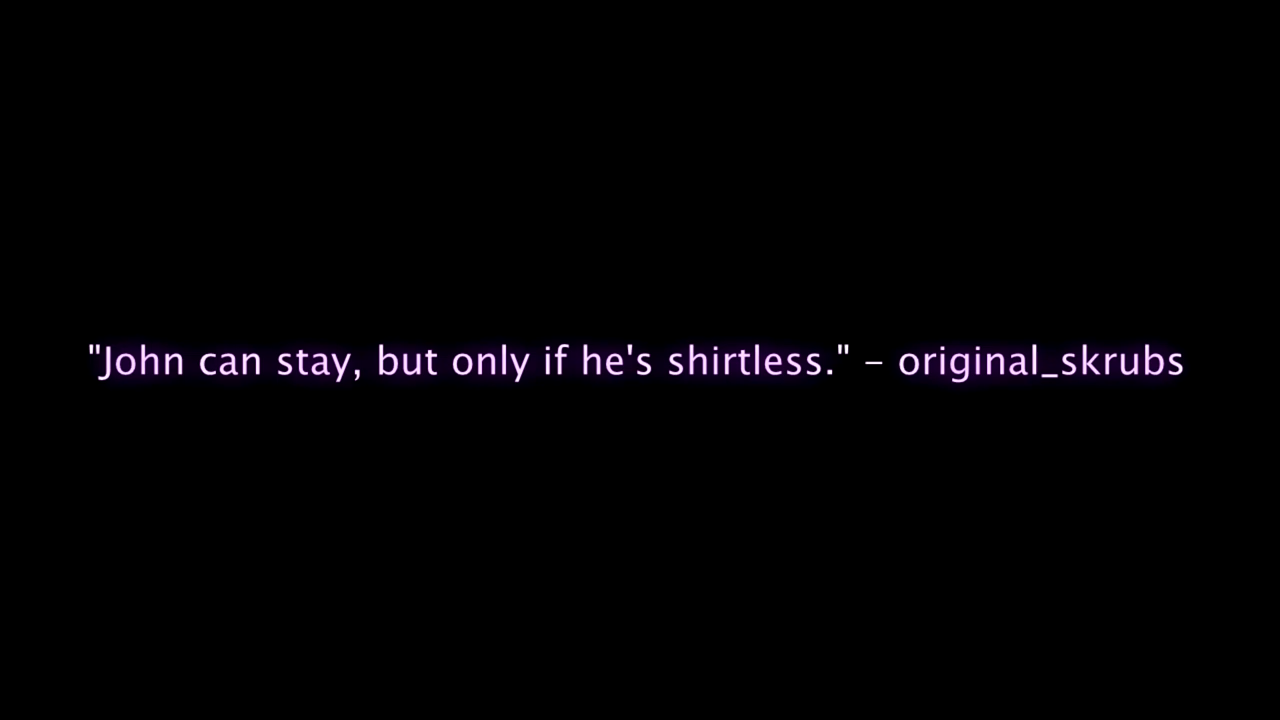 "John can stay, but only if he's shirtless." – original_skrubs